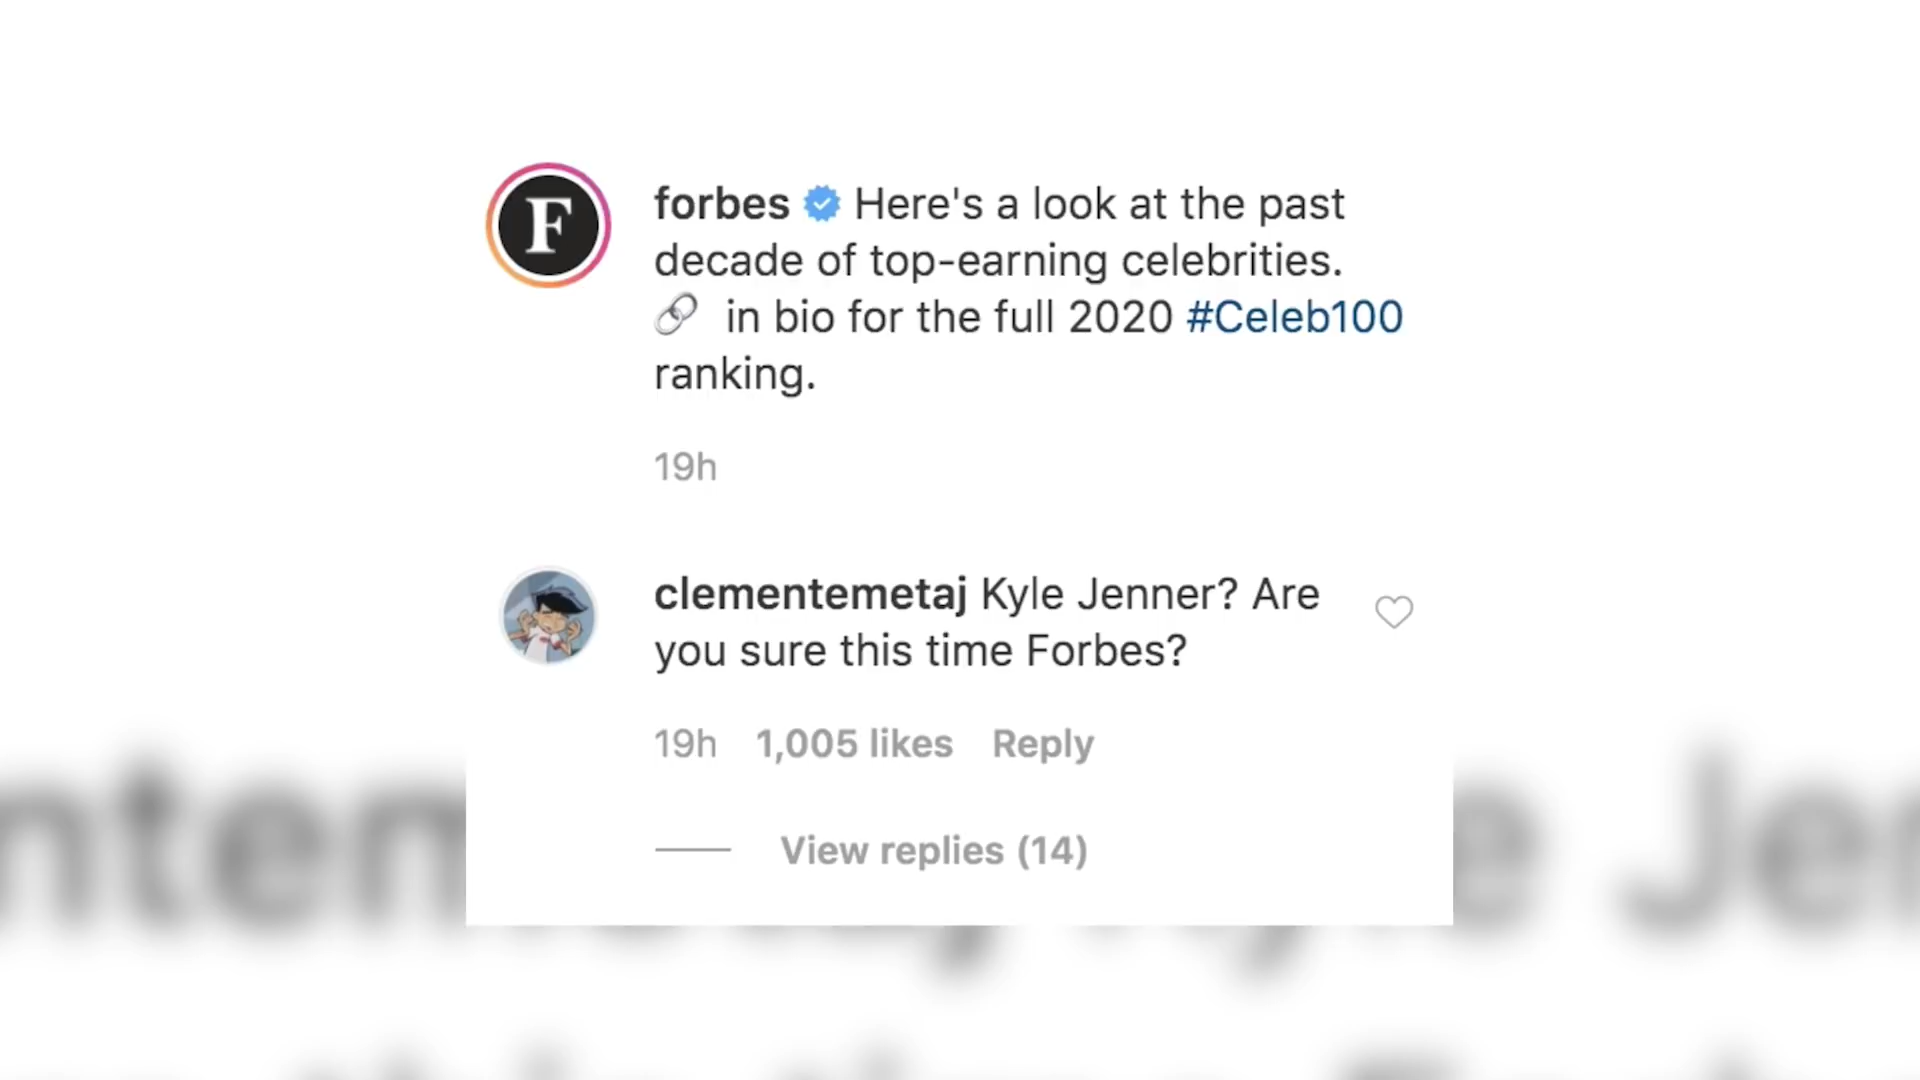 F
forbes Here's a look at the past
decade of top-earning celebrities.
🔗 in bio for the full 2020 #Celeb100
ranking.
19h
clementemetaj Kyle Jenner? Are
you sure this time Forbes?
19h 1,005 likes Reply
View replies (14)